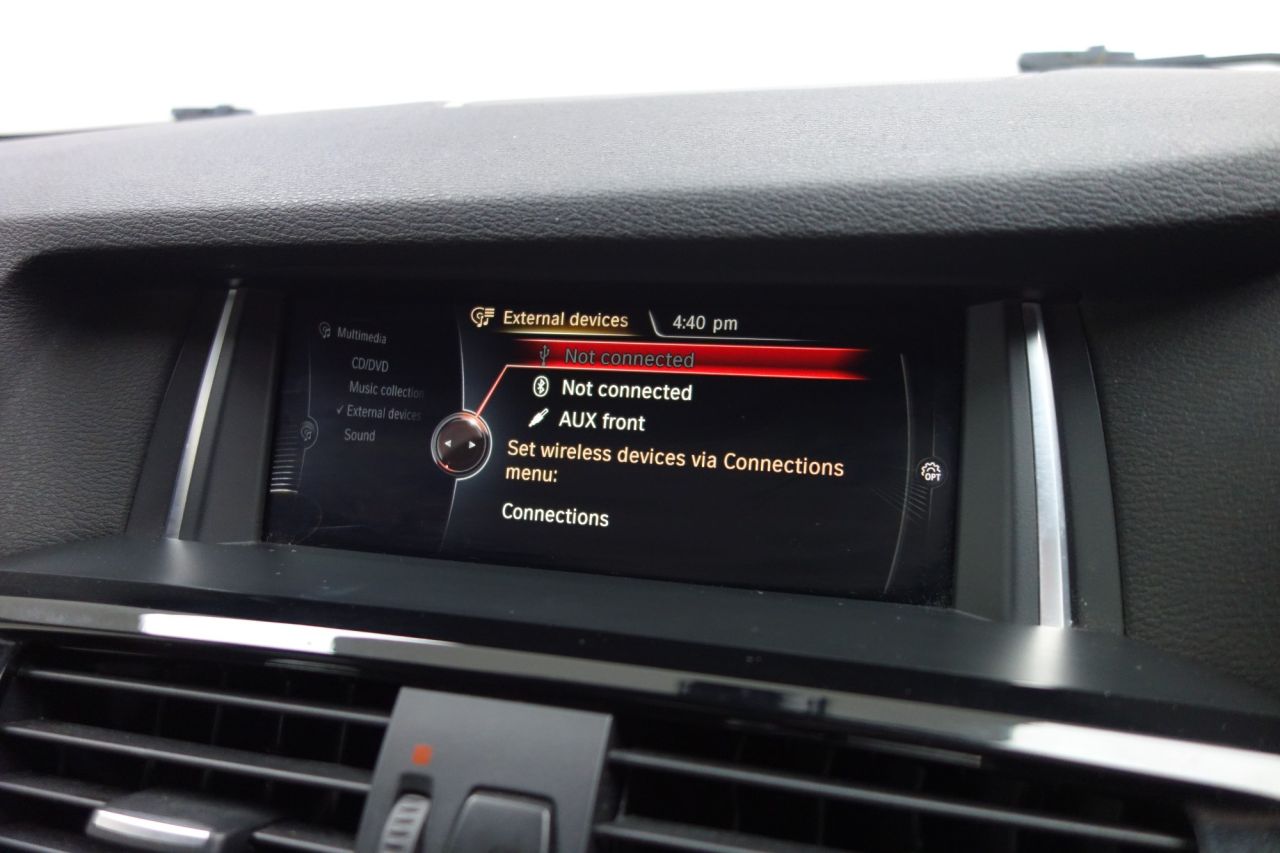 Multimedia
CD/DVD
Music collection
External devices
Sound
External devices
4:40 pm
Not connected
Not connected
AUX front
Set wireless devices via Connections
menu:
Connections
OPT